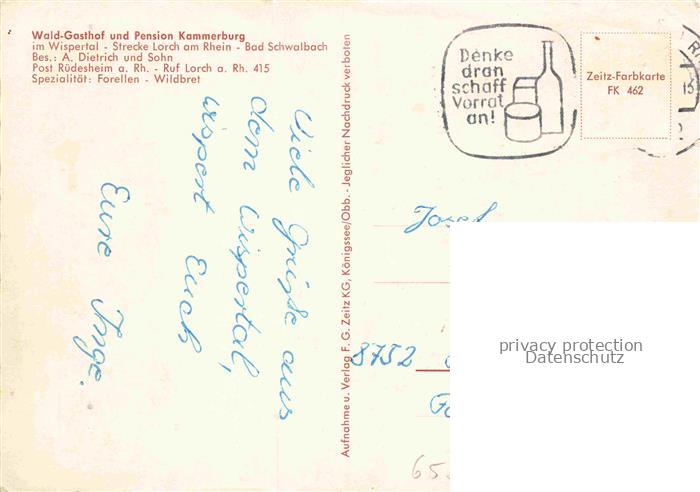 Wald-Gasthof und Pension Kammerburg
im Wispertal - Strecke Lorch am Rhein - Bad Schwalbach
Bes.: A. Dietrich und Sohn
Post Rüdesheim a. Rh. - Ruf Lorch a. Rh. 415
Spezialität: Forellen - Wildbret
Viele Grüße aus
dem Wispertal,
wispert Euch
Eure Inge.
Aufnahme u. Verlag F. G. Zeitz KG, Königssee/Obb. - Jeglicher Nachdruck verboten
Denke
dran
schaff
Vorrat
an!
Zeitz-Farbkarte
FK 462
15
Josef
8752
privacy protection
Datenschutz
65